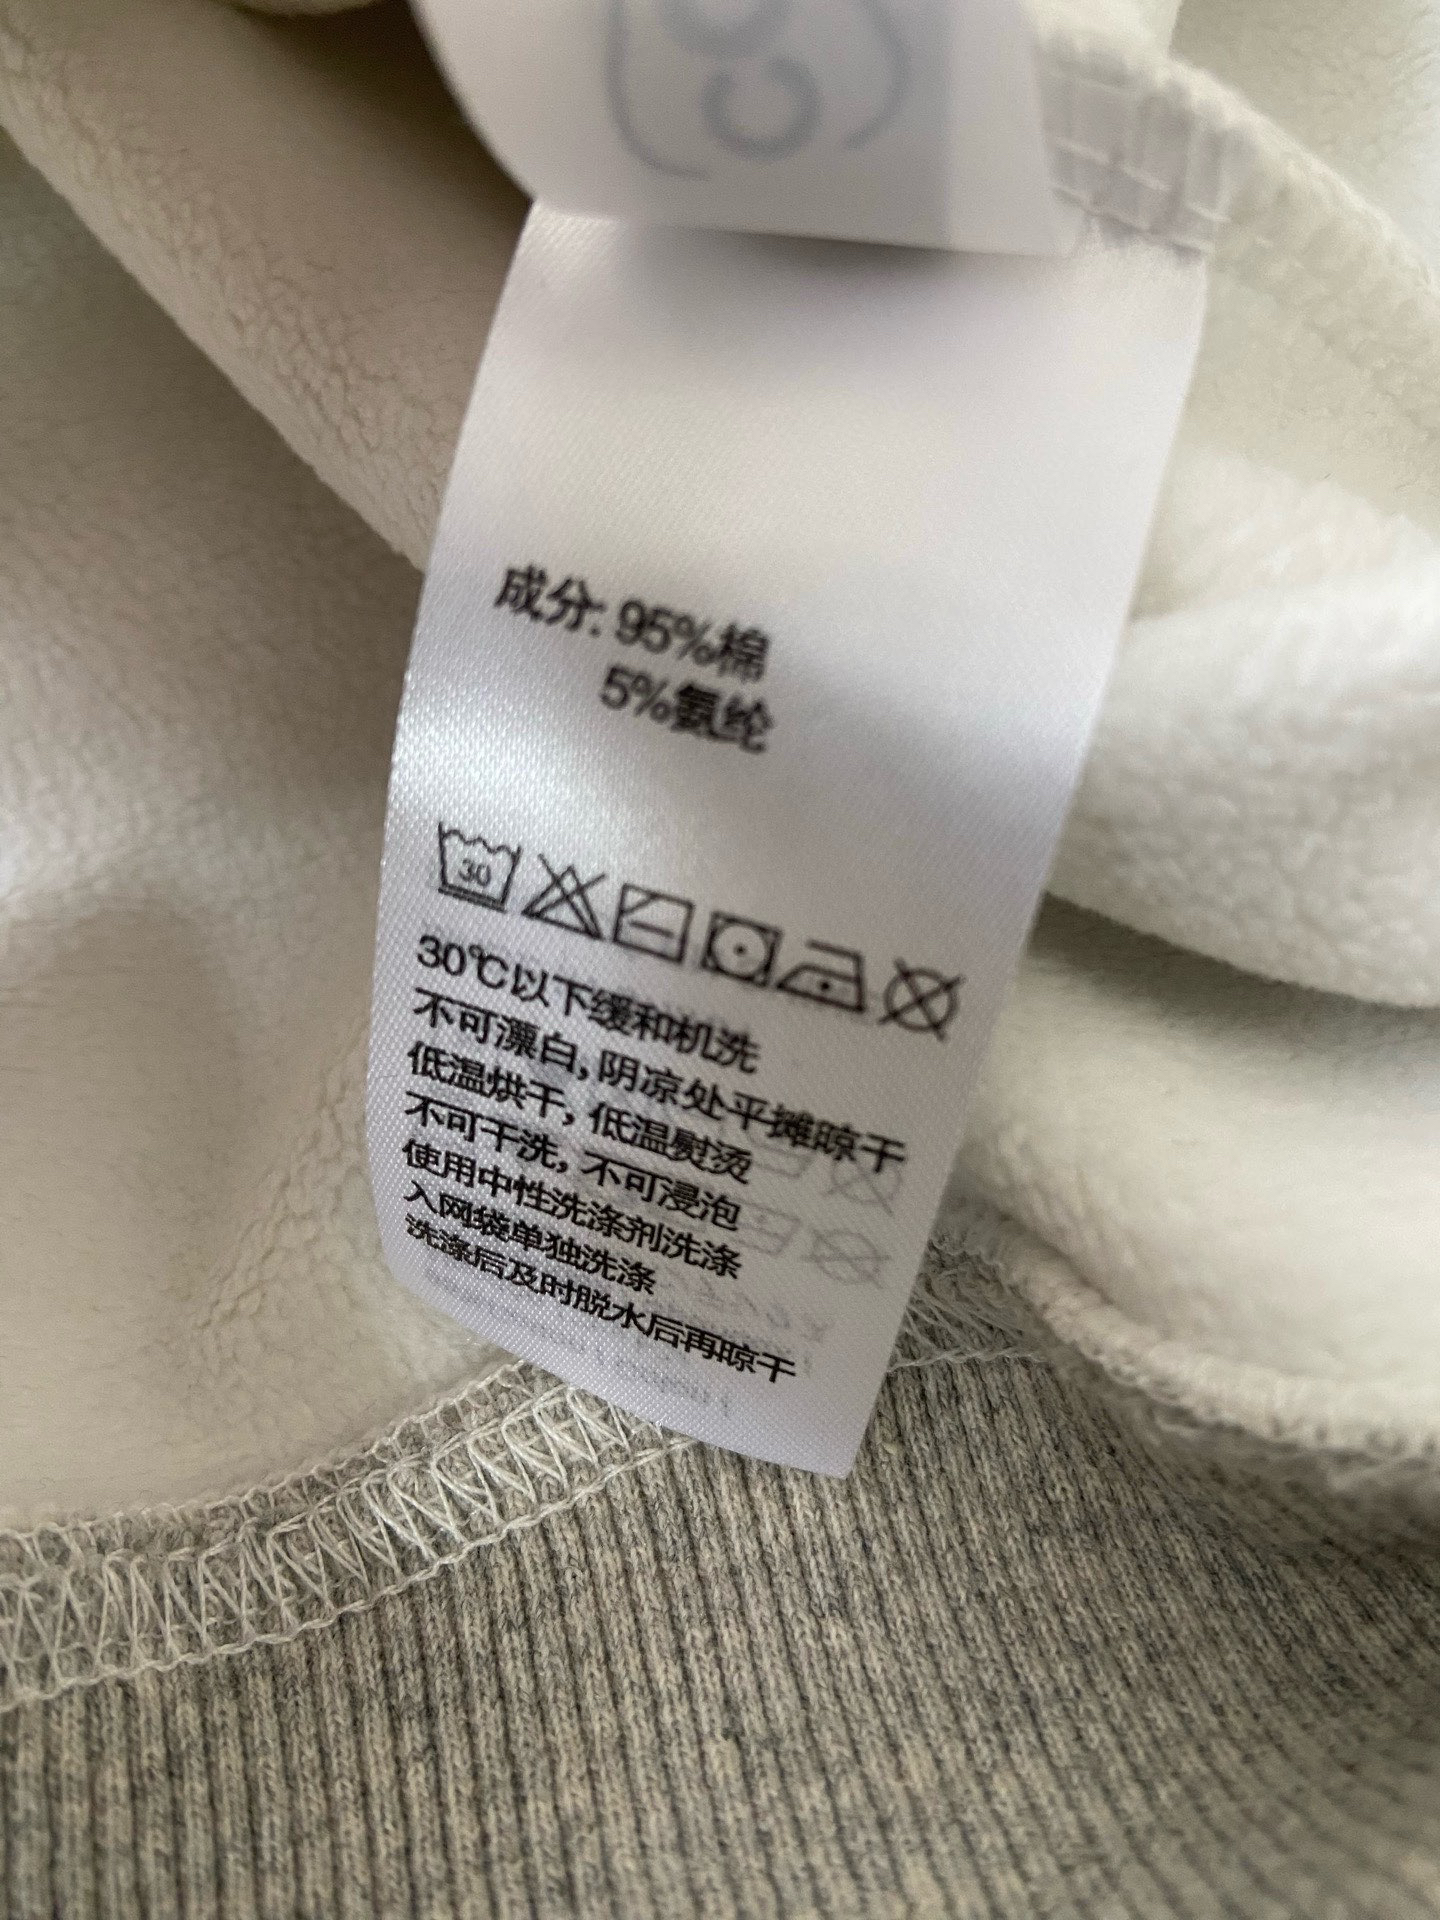 成分: 95%棉
5%氨纶
30
30℃以下缓和机洗
不可漂白, 阴凉处平摊晾干
低温烘干, 低温熨烫
不可干洗, 不可浸泡
使用中性洗涤剂洗涤
入网袋单独洗涤
洗涤后及时脱水后再晾干